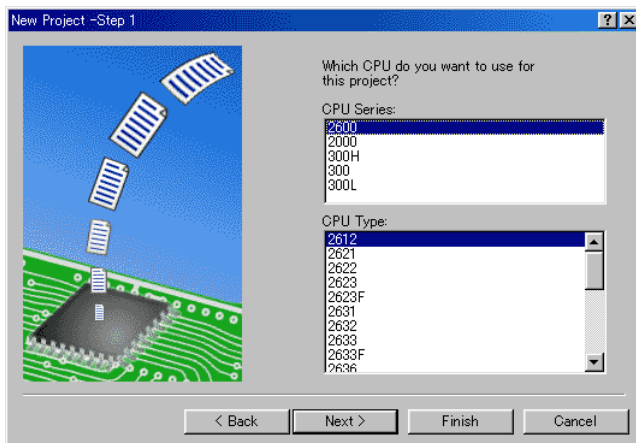 New Project -Step 1
Which CPU do you want to use for
this project?
CPU Series:
2600
2000
300H
300
300L
CPU Type:
2612
2621
2622
2623
2623F
2631
2632
2633
2633F
2636
< Back
Next >
Finish
Cancel